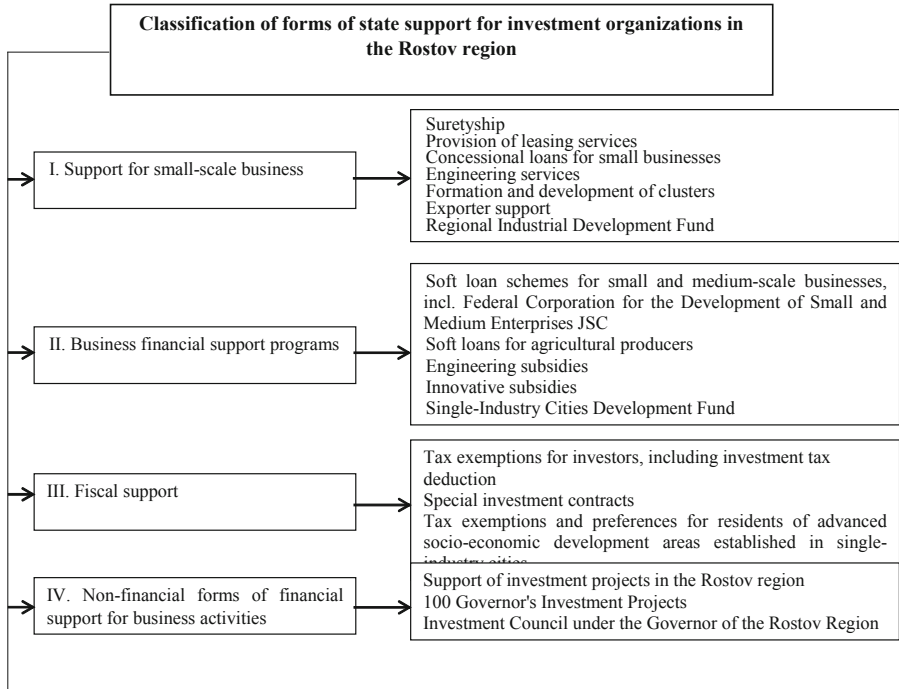 Classification of forms of state support for investment organizations in
the Rostov region
I. Support for small-scale business
Suretyship
Provision of leasing services
Concessional loans for small businesses
Engineering services
Formation and development of clusters
Exporter support
Regional Industrial Development Fund
II. Business financial support programs
Soft loan schemes for small and medium-scale businesses,
incl. Federal Corporation for the Development of Small and
Medium Enterprises JSC
Soft loans for agricultural producers
Engineering subsidies
Innovative subsidies
Single-Industry Cities Development Fund
III. Fiscal support
Tax exemptions for investors, including investment tax
deduction
Special investment contracts
Tax exemptions and preferences for residents of advanced
socio-economic development areas established in single-
industry cities
IV. Non-financial forms of financial
support for business activities
Support of investment projects in the Rostov region
100 Governor's Investment Projects
Investment Council under the Governor of the Rostov Region